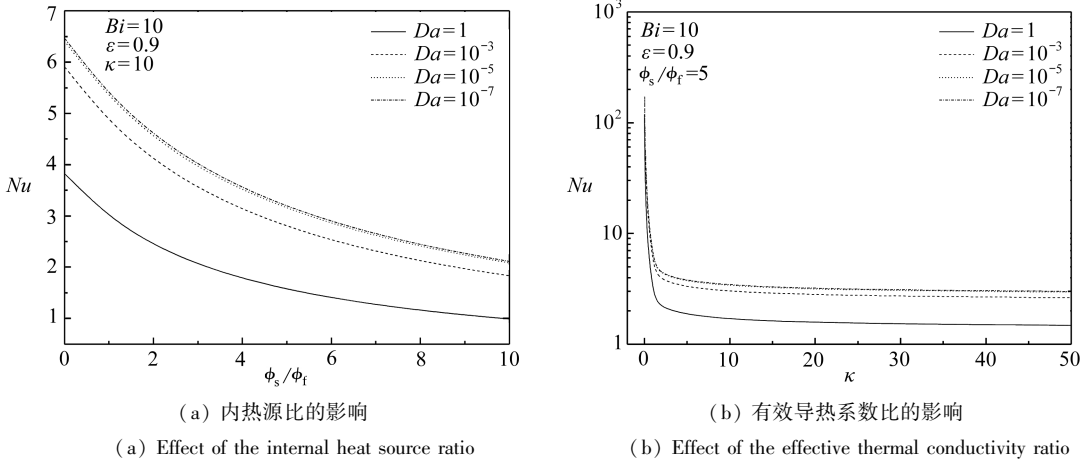 7
6
5
4
3
2
1
Nu
Bi=10
ε=0.9
κ=10
Da=1
Da=10⁻³
Da=10⁻⁵
Da=10⁻⁷
0 2 4 6 8 10
ϕₛ/ϕ_f
(a) 内热源比的影响
(a) Effect of the internal heat source ratio
10³
10²
10
1
Nu
Bi=10
ε=0.9
ϕₛ/ϕ_f=5
Da=1
Da=10⁻³
Da=10⁻⁵
Da=10⁻⁷
0 10 20 30 40 50
κ
(b) 有效导热系数比的影响
(b) Effect of the effective thermal conductivity ratio